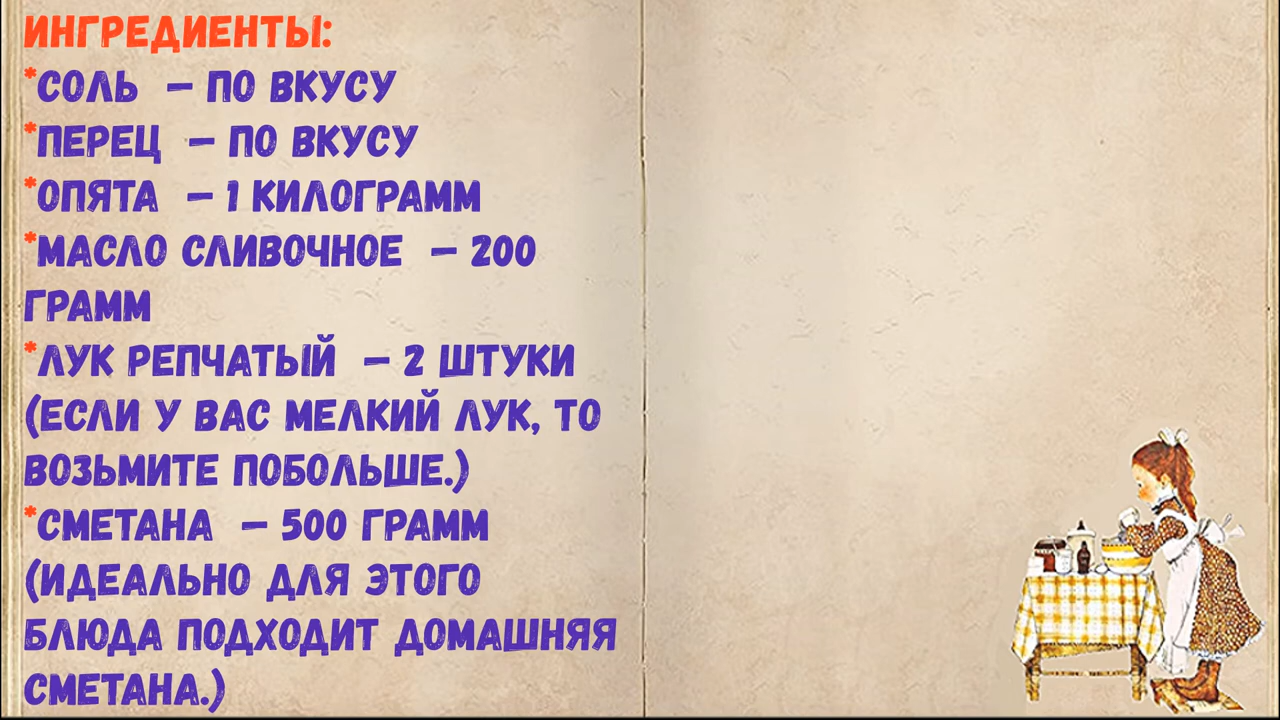 ИНГРЕДИЕНТЫ:
*СОЛЬ – ПО ВКУСУ
*ПЕРЕЦ – ПО ВКУСУ
*ОПЯТА – 1 КИЛОГРАММ
*МАСЛО СЛИВОЧНОЕ – 200
ГРАММ
*ЛУК РЕПЧАТЫЙ – 2 ШТУКИ
(ЕСЛИ У ВАС МЕЛКИЙ ЛУК, ТО
ВОЗЬМИТЕ ПОБОЛЬШЕ.)
*СМЕТАНА – 500 ГРАММ
(ИДЕАЛЬНО ДЛЯ ЭТОГО
БЛЮДА ПОДХОДИТ ДОМАШНЯЯ
СМЕТАНА.)